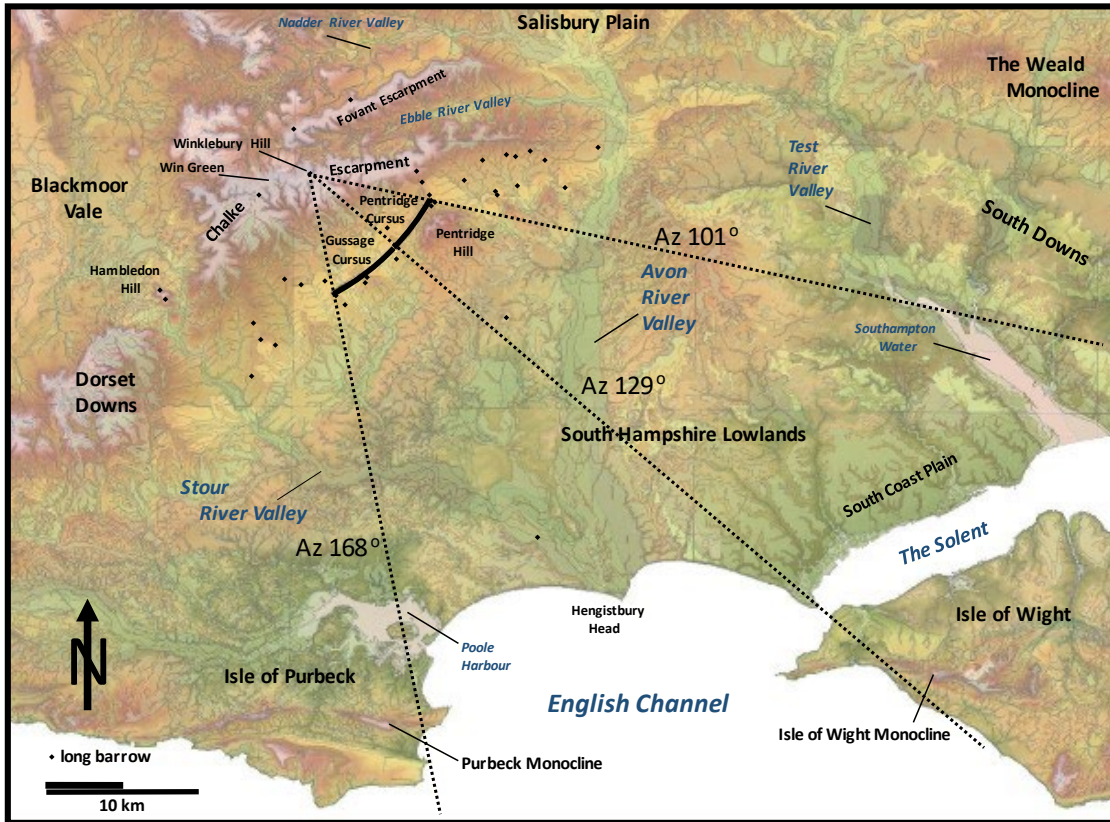 Nadder River Valley
Salisbury Plain
The Weald
Monocline
Fovant Escarpment
Ebble River Valley
Winklebury Hill
Win Green
Escarpment
Test
River
Valley
Blackmoor
Vale
Chalke
Pentridge
Cursus
South Downs
Gussage
Cursus
Pentridge
Hill
Az 101o
Hambledon
Hill
Avon
River
Valley
Southampton
Water
Dorset
Downs
Az 129o
South Hampshire Lowlands
Stour
River Valley
South Coast Plain
Az 168o
The Solent
N
Hengistbury
Head
Isle of Wight
Poole
Harbour
Isle of Purbeck
English Channel
Isle of Wight Monocline
long barrow
Purbeck Monocline
10 km